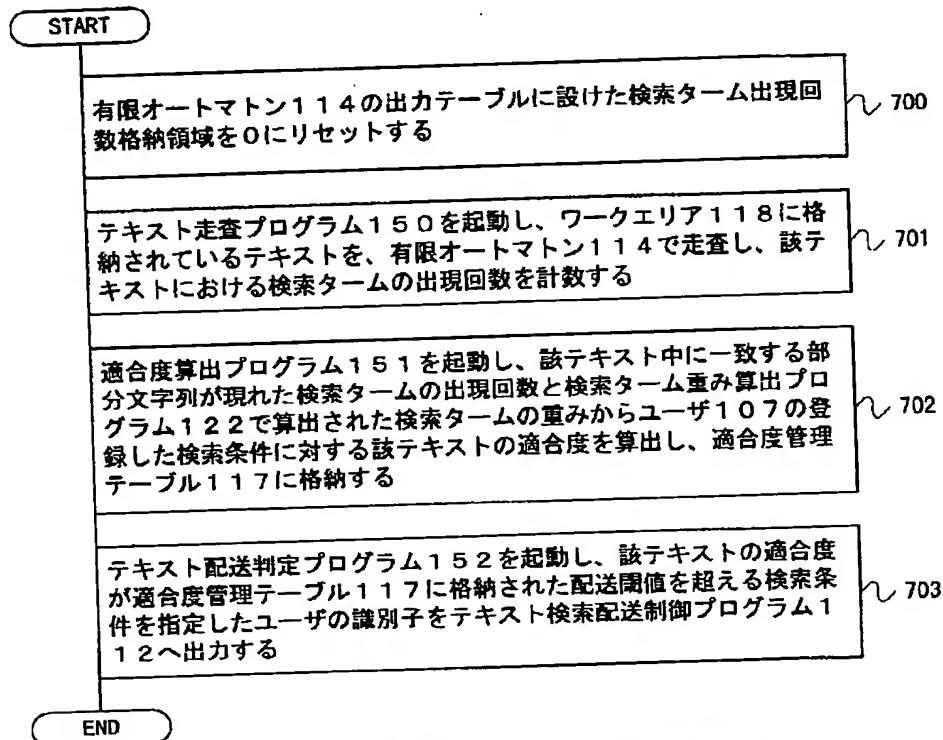 START
有限オートマトン114の出力テーブルに設けた検索ターム出現回
数格納領域を0にリセットする
700
テキスト走査プログラム150を起動し、ワークエリア118に格
納されているテキストを、有限オートマトン114で走査し、該テ
キストにおける検索タームの出現回数を計数する
701
適合度算出プログラム151を起動し、該テキスト中に一致する部
分文字列が現れた検索タームの出現回数と検索ターム重み算出プロ
グラム122で算出された検索タームの重みからユーザ107の登
録した検索条件に対する該テキストの適合度を算出し、適合度管理
テーブル117に格納する
702
テキスト配送判定プログラム152を起動し、該テキストの適合度
が適合度管理テーブル117に格納された配送閾値を超える検索条
件を指定したユーザの識別子をテキスト検索配送制御プログラム1
12へ出力する
703
END